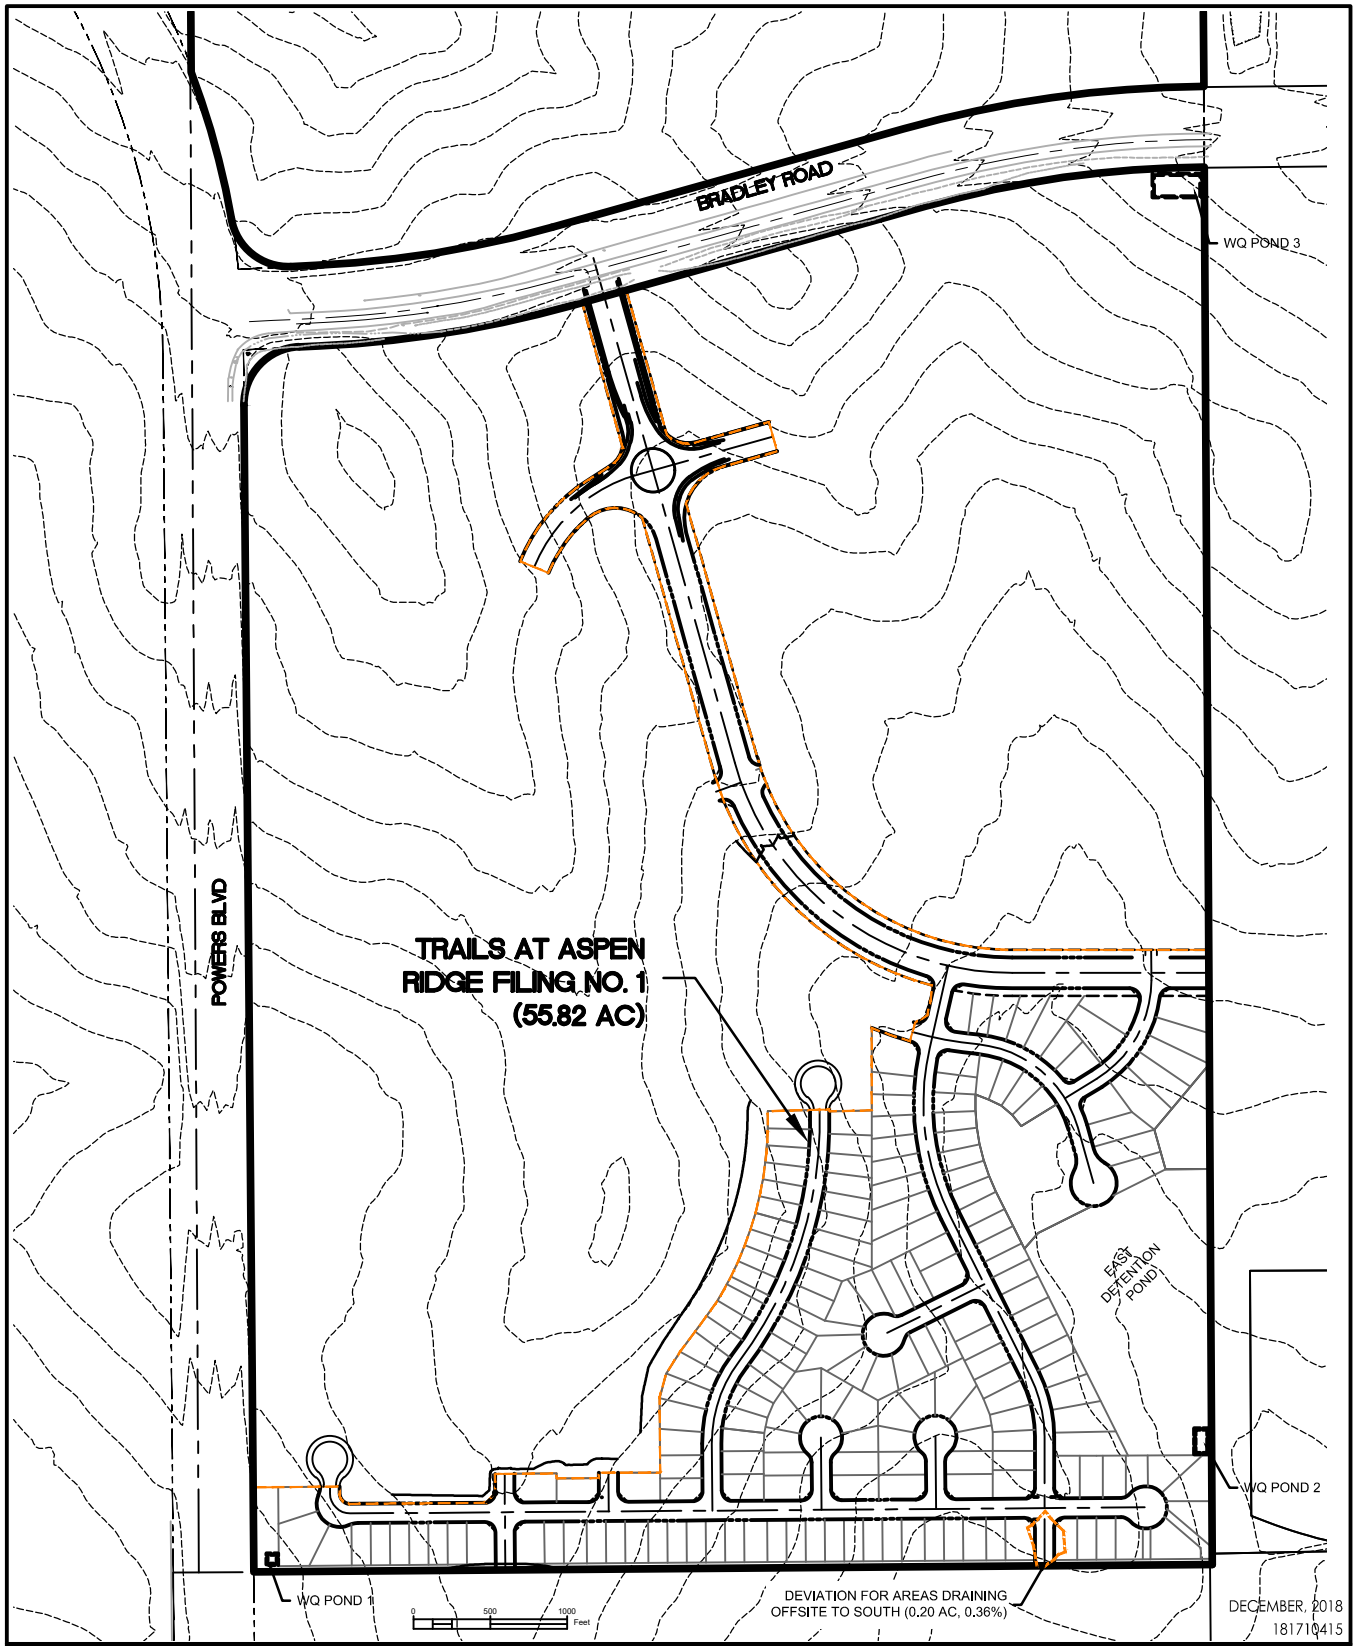 BRADLEY ROAD
WQ POND 3
POWERS BLVD
TRAILS AT ASPEN
RIDGE FILING NO. 1
(55.82 AC)
EAST
DETENTION
POND
WQ POND 2
WQ POND 1
0 500 1000
Feet
DEVIATION FOR AREAS DRAINING
OFFSITE TO SOUTH (0.20 AC, 0.36%)
DECEMBER, 2018
181710415